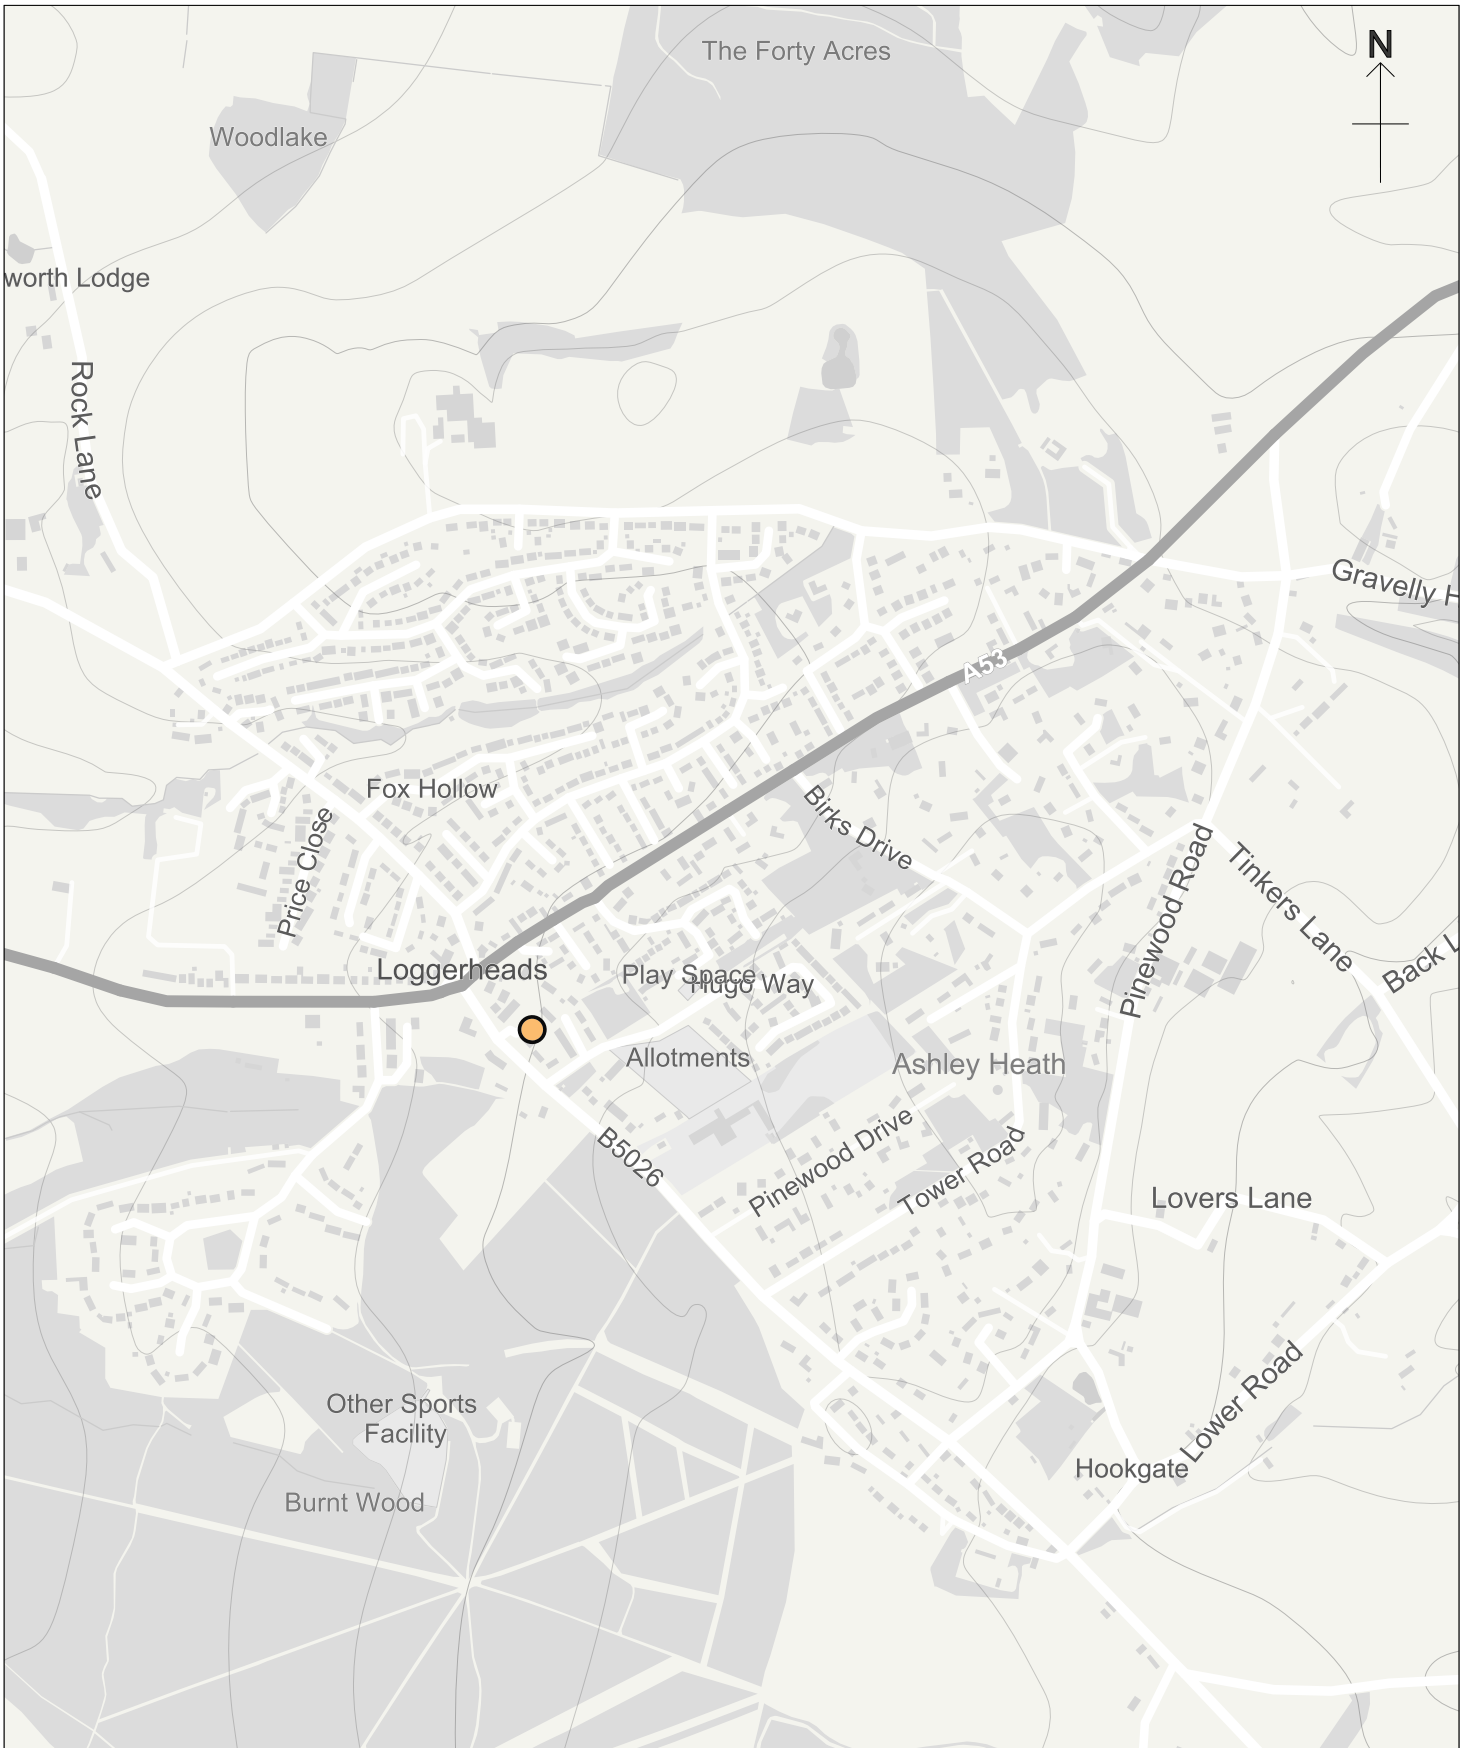 The Forty Acres
N
Woodlake
worth Lodge
Rock Lane
Gravelly H
A53
Fox Hollow
Birks Drive
Price Close
Pinewood Road
Tinkers Lane
Back L
Loggerheads
Play Space
Hugo Way
Allotments
Ashley Heath
B5026
Pinewood Drive
Tower Road
Lovers Lane
Other Sports
Facility
Lower Road
Hookgate
Burnt Wood